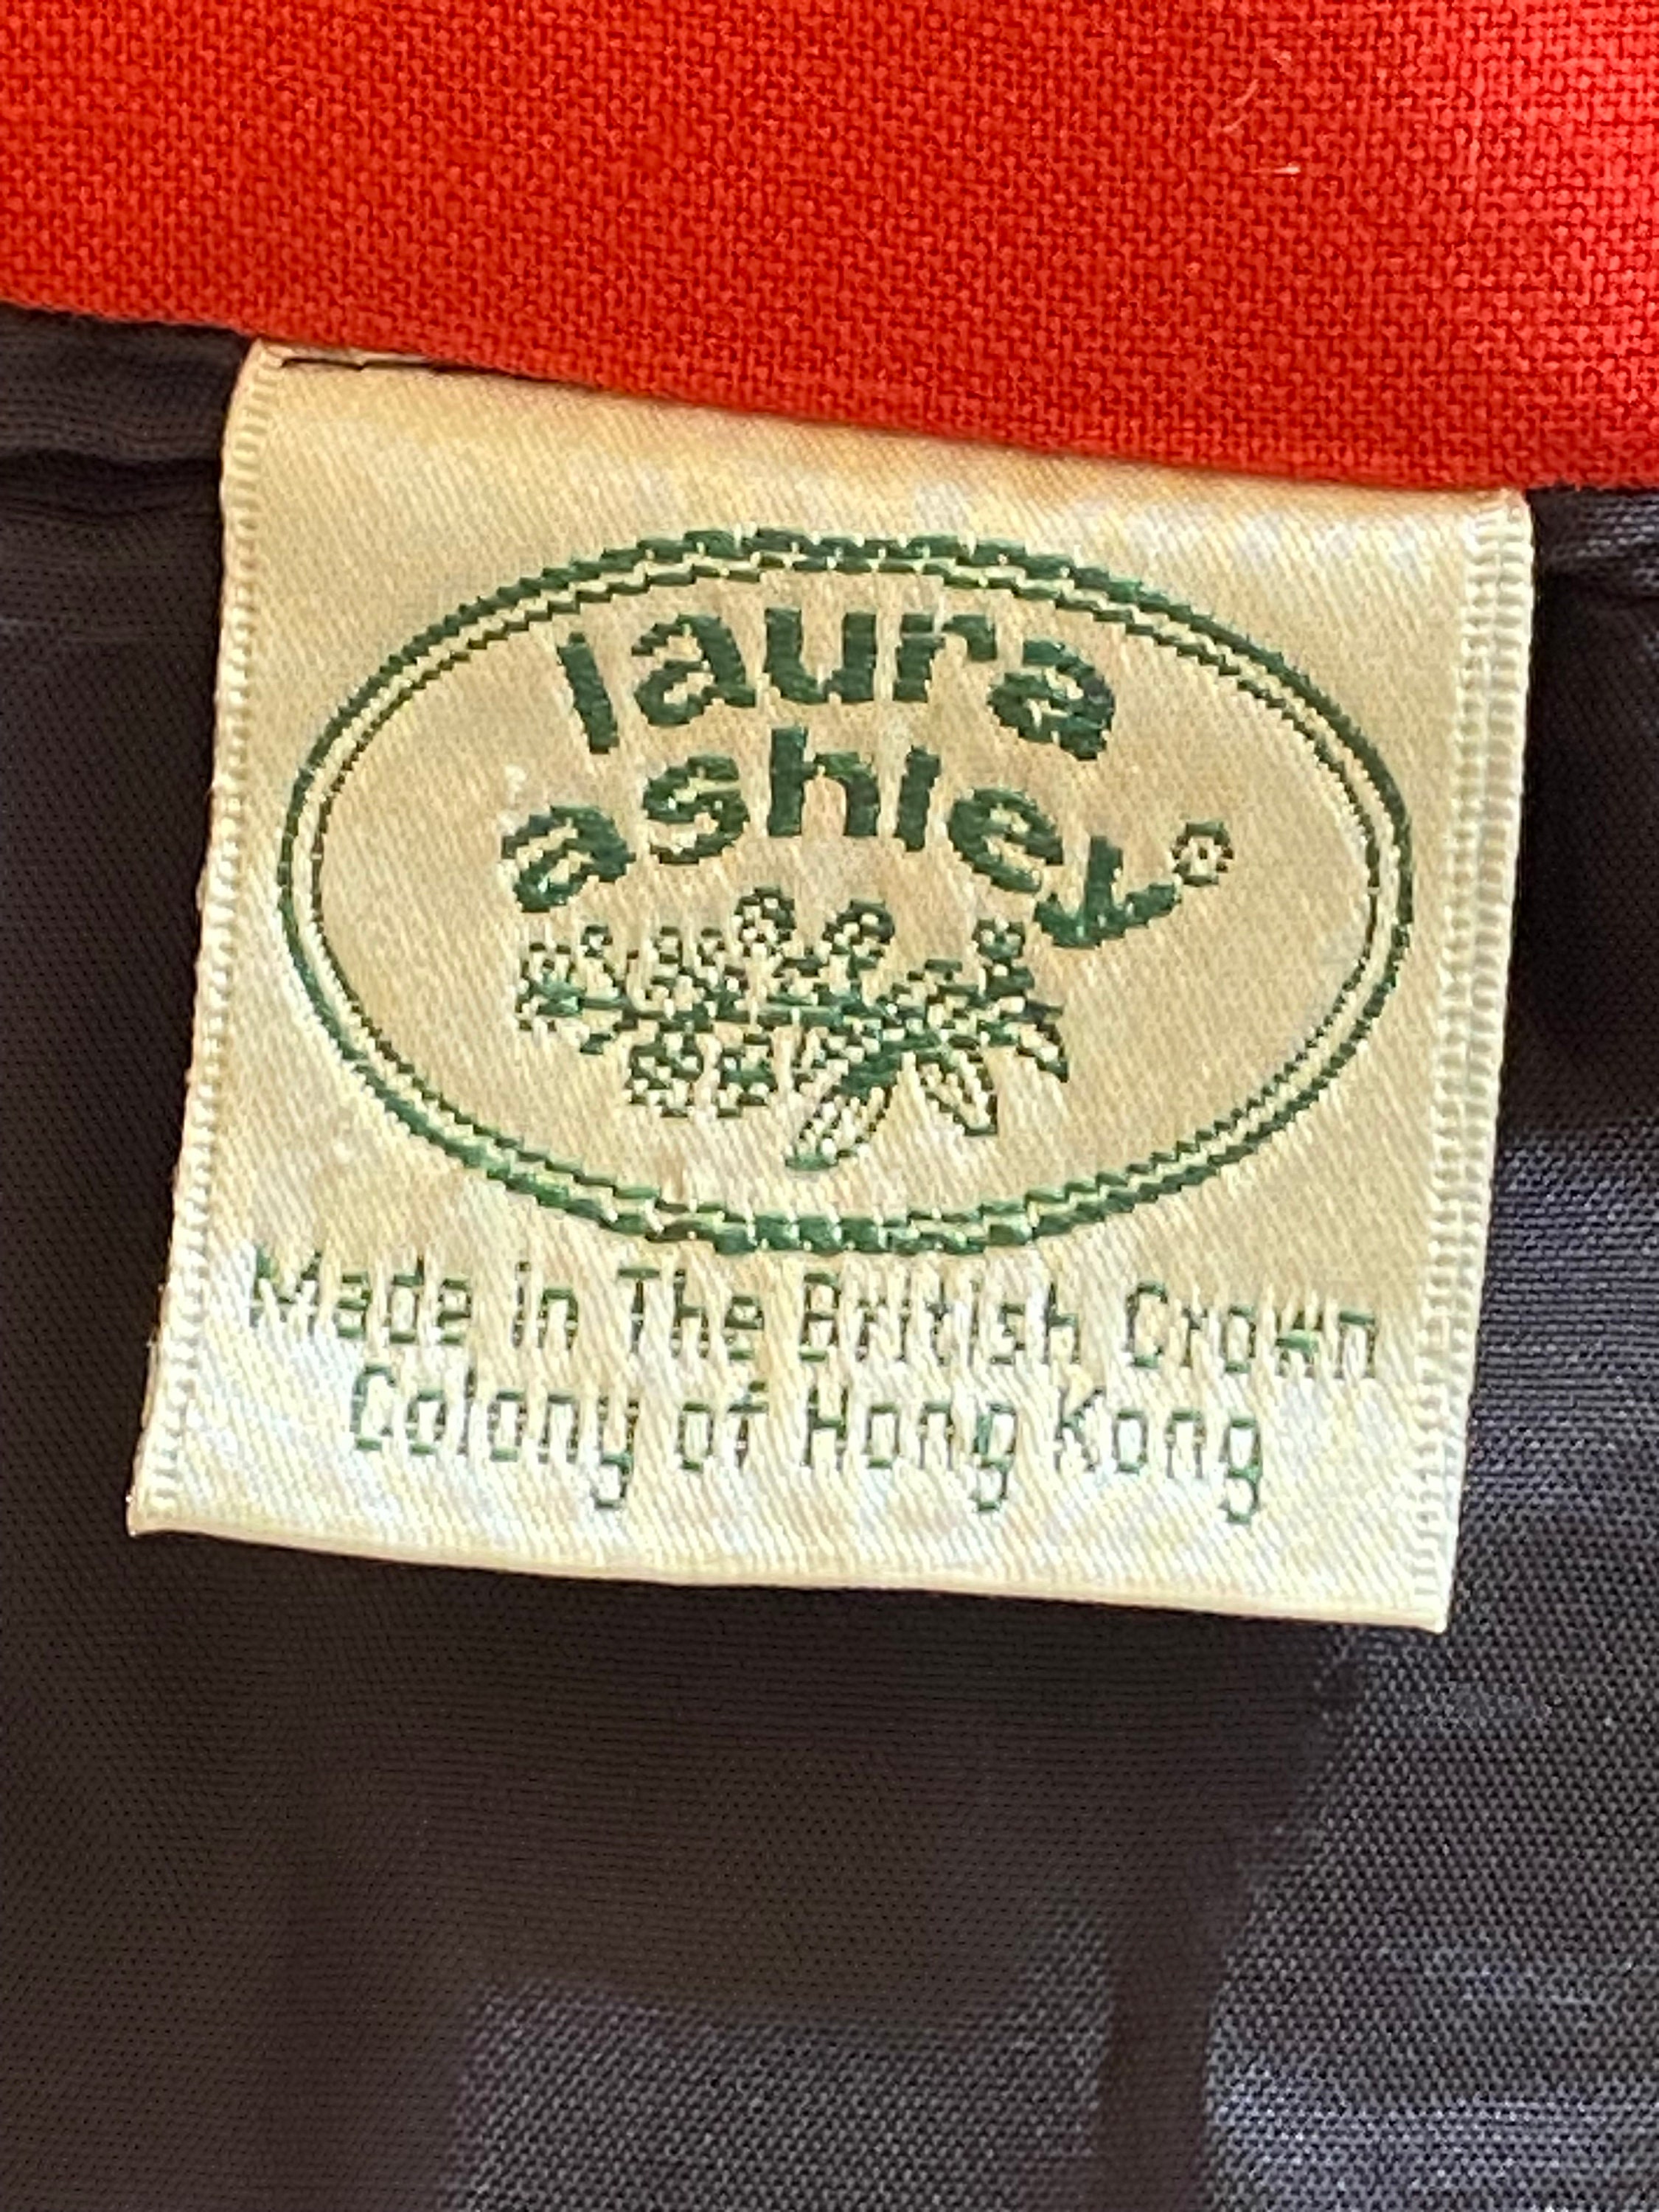 laura
ashley®
Made in The British Crown
Colony of Hong Kong